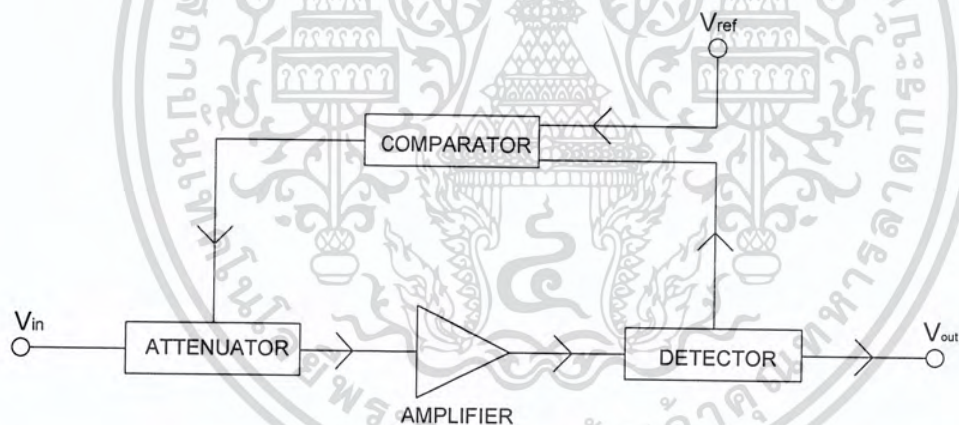 Vref
COMPARATOR
Vin
ATTENUATOR
DETECTOR
Vout
AMPLIFIER